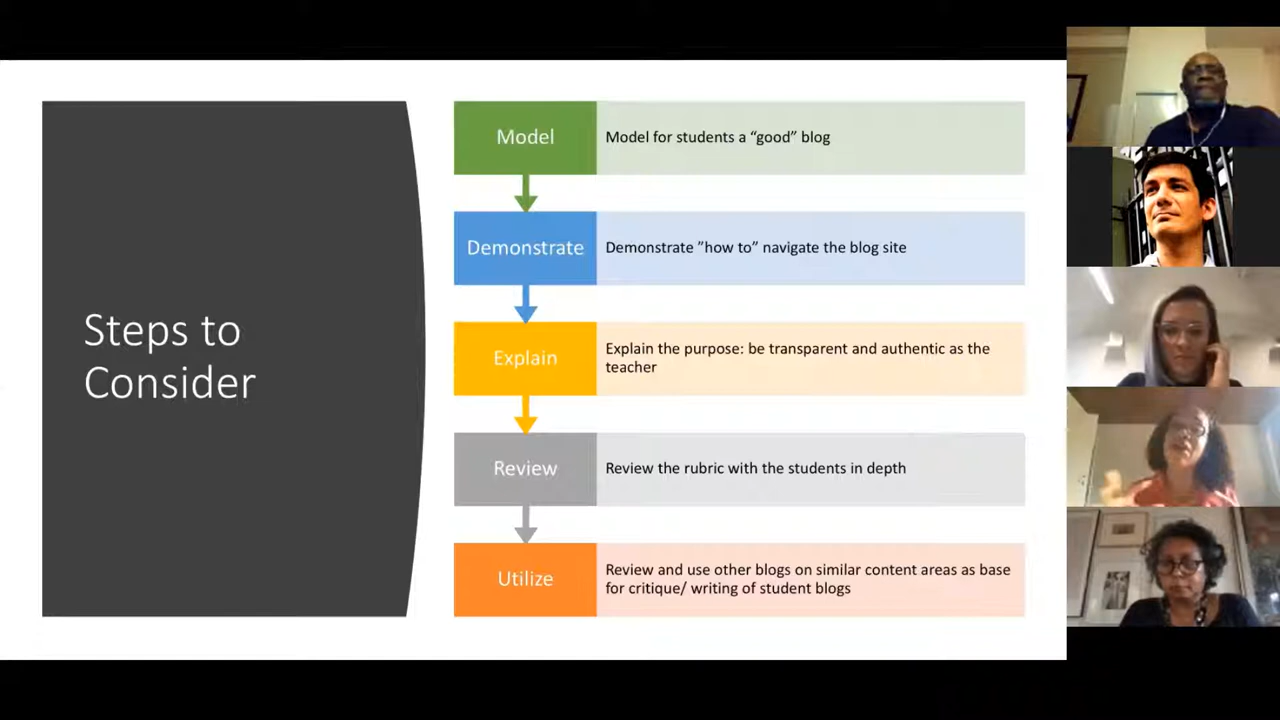 Steps to
Consider
Model
Model for students a “good” blog
Demonstrate
Demonstrate ”how to” navigate the blog site
Explain
Explain the purpose: be transparent and authentic as the
teacher
Review
Review the rubric with the students in depth
Utilize
Review and use other blogs on similar content areas as base
for critique/ writing of student blogs